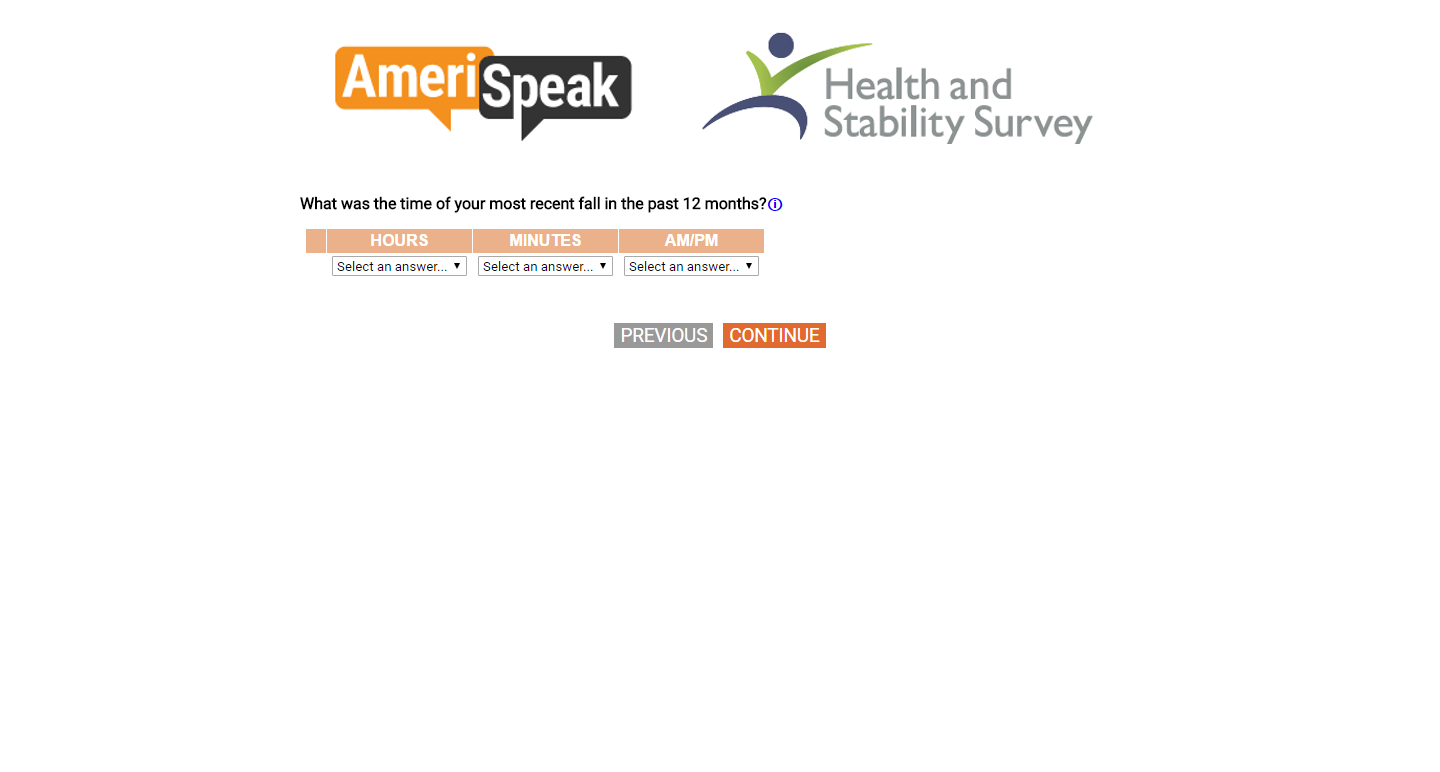 AmeriSpeak
Health and
Stability Survey
What was the time of your most recent fall in the past 12 months?
HOURS MINUTES AM/PM
Select an answer... Select an answer... Select an answer...
PREVIOUS CONTINUE